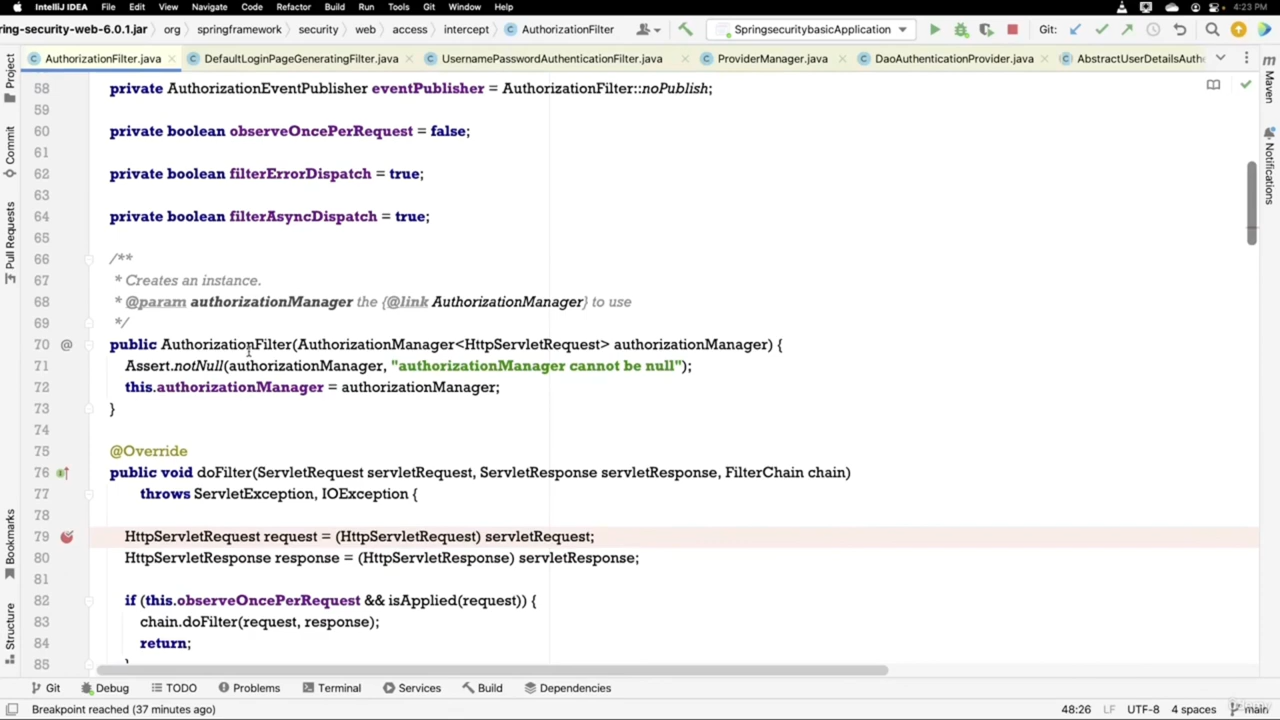 IntelliJ IDEA File Edit View Navigate Code Refactor Build Run Tools Git Window Help 4:23 PM
ring-security-web-6.0.1.jar org springframework security web access intercept AuthorizationFilter SpringsecuritybasicApplication Git:
AuthorizationFilter.java DefaultLoginPageGeneratingFilter.java UsernamePasswordAuthenticationFilter.java ProviderManager.java DaoAuthenticationProvider.java AbstractUserDetailsAuthe
Project
Commit
Pull Requests
Bookmarks
Structure
58 private AuthorizationEventPublisher eventPublisher = AuthorizationFilter::noPublish;
59
60 private boolean observeOncePerRequest = false;
61
62 private boolean filterErrorDispatch = true;
63
64 private boolean filterAsyncDispatch = true;
65
66 /**
67 * Creates an instance.
68 * @param authorizationManager the {@link AuthorizationManager} to use
69 */
70 @ public AuthorizationFilter(AuthorizationManager<HttpServletRequest> authorizationManager) {
71 Assert.notNull(authorizationManager, "authorizationManager cannot be null");
72 this.authorizationManager = authorizationManager;
73 }
74
75 @Override
76 public void doFilter(ServletRequest servletRequest, ServletResponse servletResponse, FilterChain chain)
77 throws ServletException, IOException {
78
79 HttpServletRequest request = (HttpServletRequest) servletRequest;
80 HttpServletResponse response = (HttpServletResponse) servletResponse;
81
82 if (this.observeOncePerRequest && isApplied(request)) {
83 chain.doFilter(request, response);
84 return;
85 }
m Maven
Notifications
Git Debug TODO Problems Terminal Services Build Dependencies
Breakpoint reached (37 minutes ago) 48:26 LF UTF-8 4 spaces main